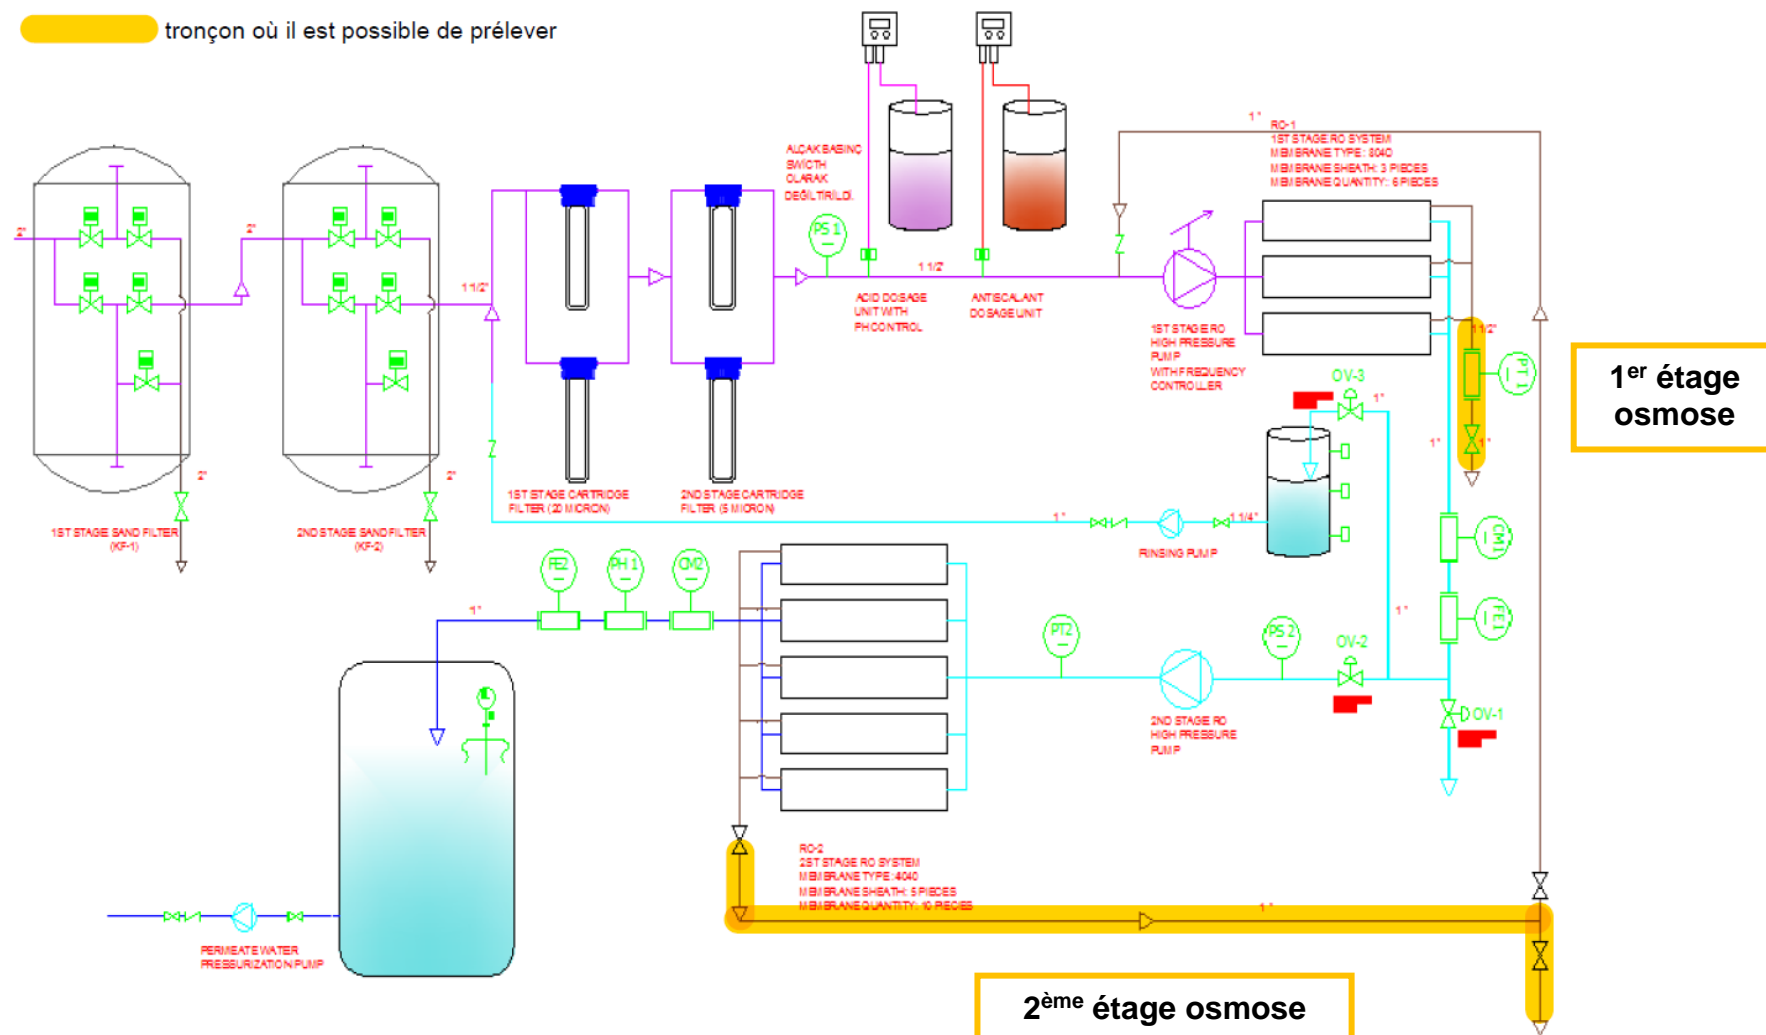 tronçon où il est possible de prélever
2"
2"
2"
2"
2"
1ST STAGE SAND FILTER
(KF-1)
2ND STAGE SAND FILTER
(KF-2)
1 1/2"
1ST STAGE CARTRIDGE
FILTER (20 MICRON)
2ND STAGE CARTRIDGE
FILTER (5 MICRON)
ALÇAK BASINÇ
SWICTH
OLARAK
DEĞİLTİRİLDİ.
PS 1
1 1/2"
ACID DOSAGE
UNIT WITH
PH CONTROL
ANTISCALANT
DOSAGE UNIT
1"
RO-1
1ST STAGE RO SYSTEM
MEMBRANE TYPE: 8040
MEMBRANE SHEATH: 3 PIECES
MEMBRANE QUANTITY: 6 PIECES
1ST STAGE RO
HIGH PRESSURE
PUMP
WITH FREQUENCY
CONTROLLER
1 1/2"
PT 1
1"
1er étage
osmose
OV-3
1"
1"
1"
1 1/4"
RINSING PUMP
CM1
FE1
1"
FE2
PH 1
CM2
1"
PT2
PS 2
OV-2
OV-1
2ND STAGE RO
HIGH PRESSURE
PUMP
RO-2
2ST STAGE RO SYSTEM
MEMBRANE TYPE: 4040
MEMBRANE SHEATH: 5 PIECES
MEMBRANE QUANTITY: 10 PIECES
1"
PERMEATE WATER
PRESSURIZATION PUMP
2ème étage osmose